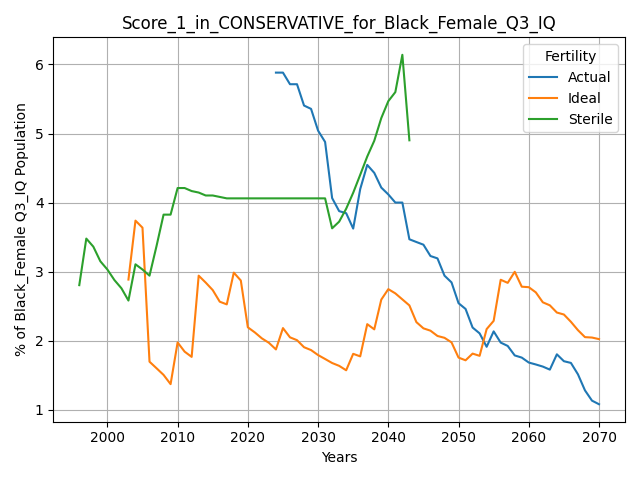 Score_1_in_CONSERVATIVE_for_Black_Female_Q3_IQ
Fertility
Actual
Ideal
Sterile
% of Black_Female Q3_IQ Population
6
5
4
3
2
1
2000 2010 2020 2030 2040 2050 2060 2070
Years